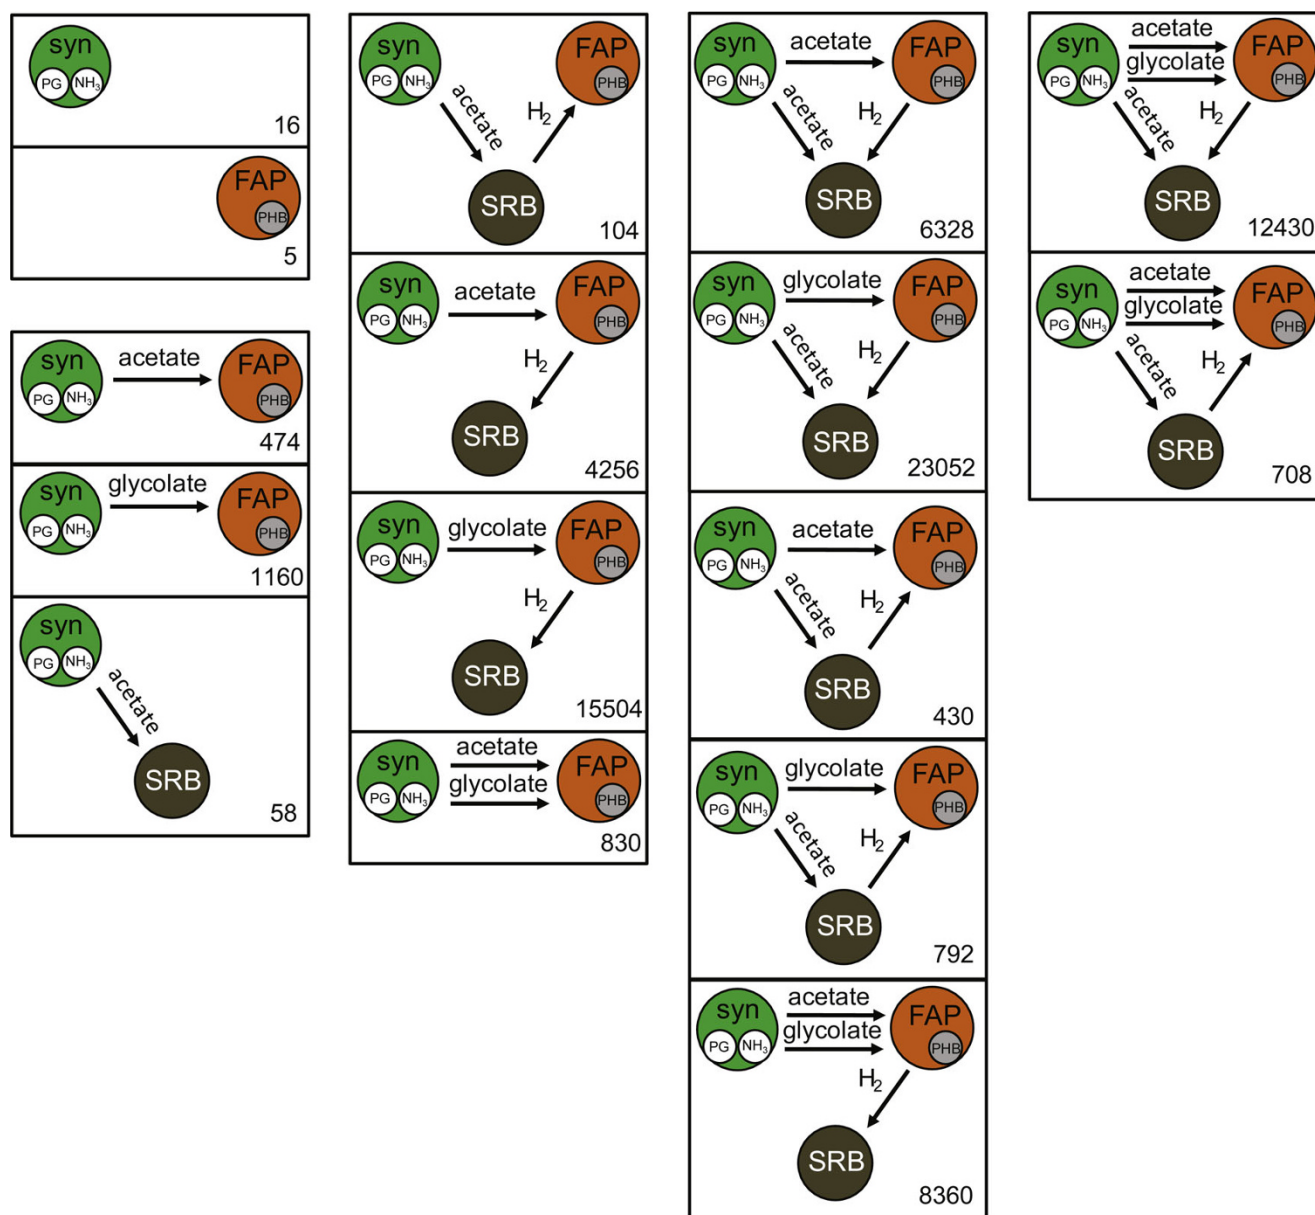 syn
PG NH3
16
FAP
PHB
5
syn
acetate
FAP
PG NH3
PHB
474
syn
glycolate
FAP
PG NH3
PHB
1160
syn
PG NH3
acetate
SRB
58
syn
FAP
PG NH3
PHB
acetate
H2
SRB
104
syn
acetate
FAP
PG NH3
PHB
H2
SRB
4256
syn
glycolate
FAP
PG NH3
PHB
H2
SRB
15504
syn
acetate
glycolate
FAP
PG NH3
PHB
830
syn
acetate
FAP
PG NH3
PHB
acetate
H2
SRB
6328
syn
glycolate
FAP
PG NH3
PHB
acetate
H2
SRB
23052
syn
acetate
FAP
PG NH3
PHB
acetate
H2
SRB
430
syn
glycolate
FAP
PG NH3
PHB
acetate
H2
SRB
792
syn
acetate
glycolate
FAP
PG NH3
PHB
H2
SRB
8360
syn
acetate
glycolate
FAP
PG NH3
PHB
acetate
H2
SRB
12430
syn
acetate
glycolate
FAP
PG NH3
PHB
acetate
H2
SRB
708